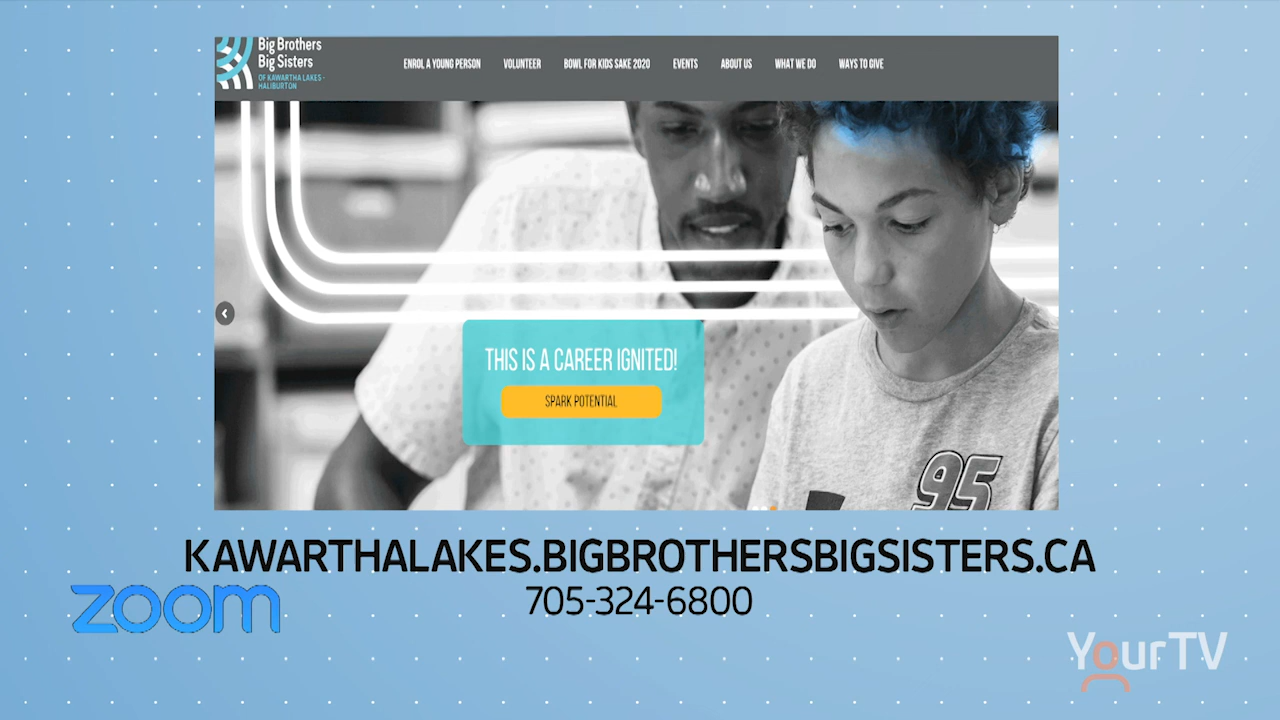 Big Brothers
Big Sisters
OF KAWARTHA LAKES -
HALIBURTON
ENROL A YOUNG PERSON VOLUNTEER BOWL FOR KIDS SAKE 2020 EVENTS ABOUT US WHAT WE DO WAYS TO GIVE
THIS IS A CAREER IGNITED!
SPARK POTENTIAL
95
KAWARTHALAKES.BIGBROTHERSBIGSISTERS.CA
zoom
705-324-6800
YourTV